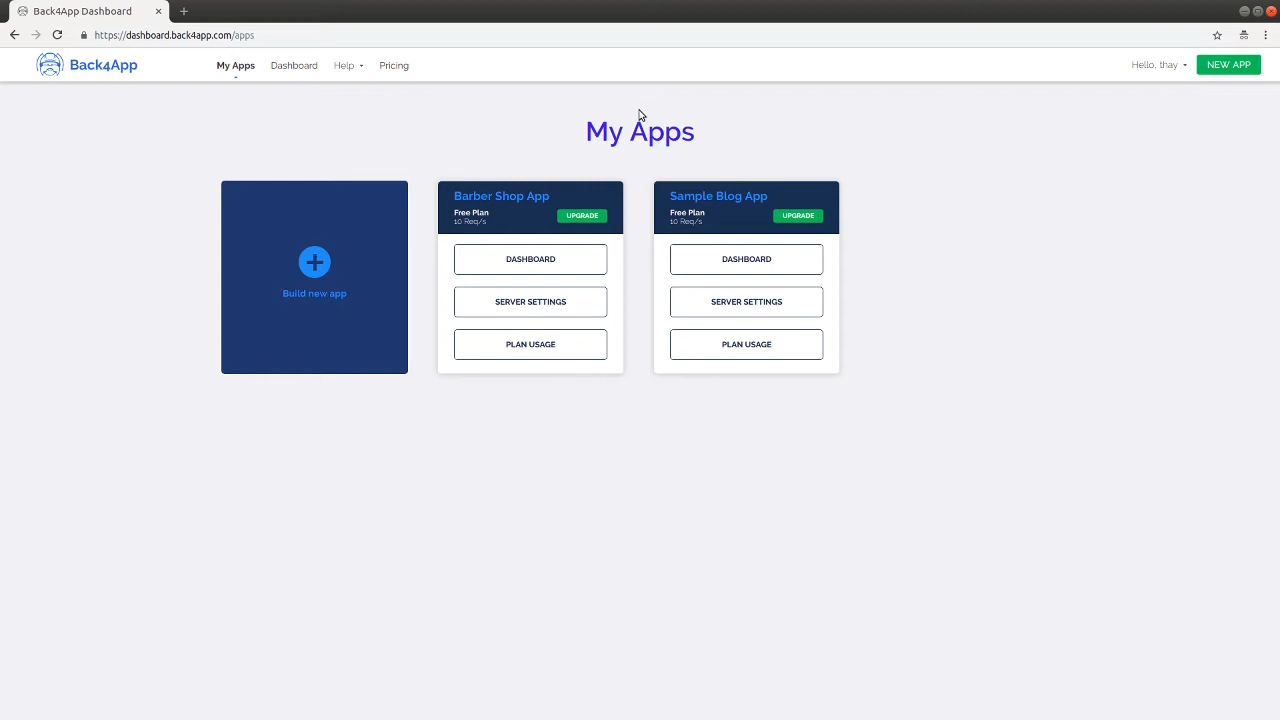 Back4App Dashboard
https://dashboard.back4app.com/apps
Back4App
My Apps Dashboard Help Pricing Hello, thay NEW APP
My Apps
Build new app
Barber Shop App
Free Plan
10 Req/s
UPGRADE
DASHBOARD
SERVER SETTINGS
PLAN USAGE
Sample Blog App
Free Plan
10 Req/s
UPGRADE
DASHBOARD
SERVER SETTINGS
PLAN USAGE